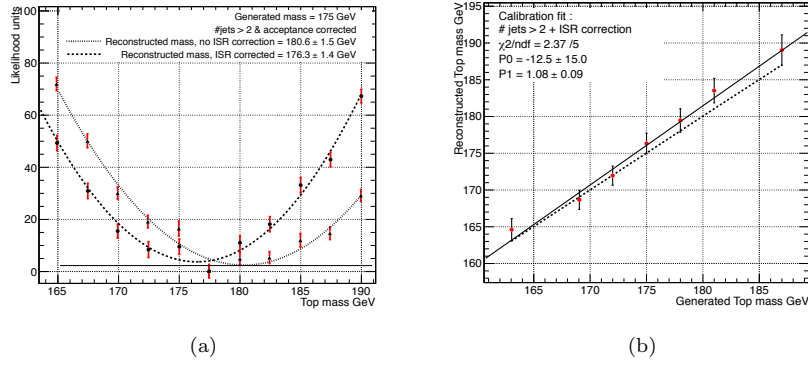 Generated mass = 175 GeV
#jets > 2 & acceptance corrected
Reconstructed mass, no ISR correction = 180.6 ± 1.5 GeV
Reconstructed mass, ISR corrected = 176.3 ± 1.4 GeV
Likelihood units
100
80
60
40
20
0
165
170
175
180
185
190
Top mass GeV
(a)
Calibration fit :
# jets > 2 + ISR correction
χ2/ndf = 2.37 /5
P0 = -12.5 ± 15.0
P1 = 1.08 ± 0.09
Reconstructed Top mass GeV
195
190
185
180
175
170
165
160
165
170
175
180
185
Generated Top mass GeV
(b)